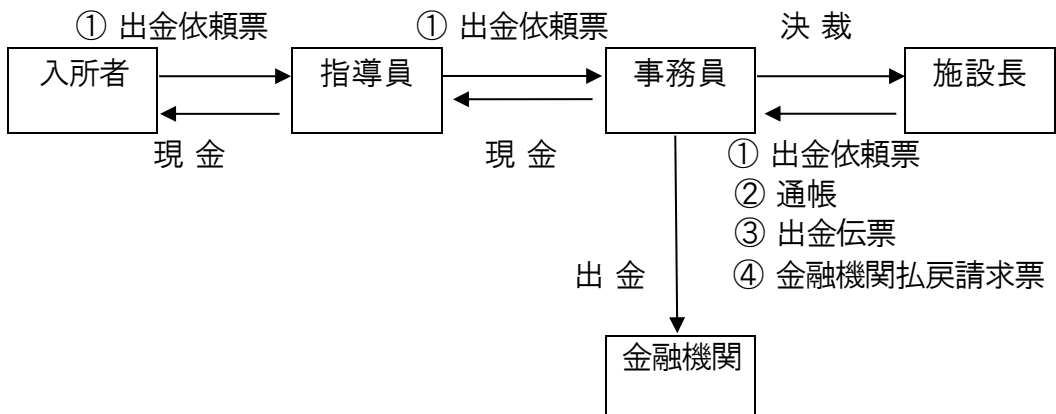 ① 出金依頼票 ① 出金依頼票 決 裁
入所者 指導員 事務員 施設長
現 金 現 金 ① 出金依頼票
② 通帳
③ 出金伝票
出 金 ④ 金融機関払戻請求票
金融機関